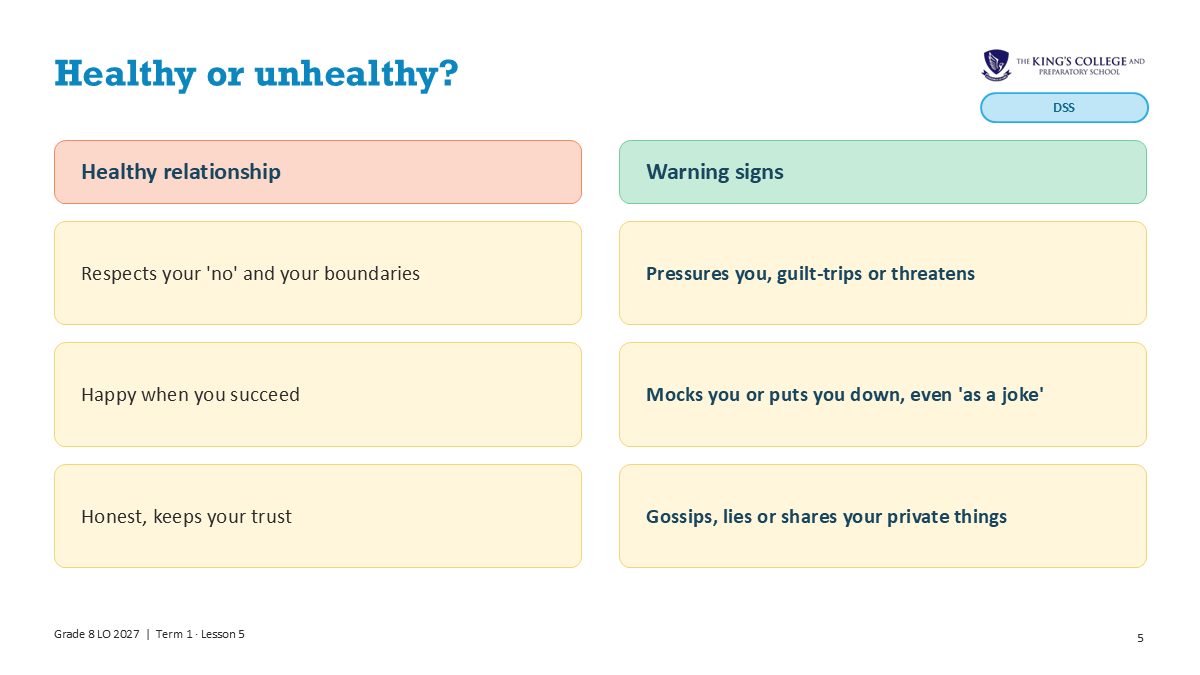 Healthy or unhealthy?
THE KING'S COLLEGE AND
PREPARATORY SCHOOL
DSS
Healthy relationship
Warning signs
Respects your 'no' and your boundaries
Pressures you, guilt-trips or threatens
Happy when you succeed
Mocks you or puts you down, even 'as a joke'
Honest, keeps your trust
Gossips, lies or shares your private things
Grade 8 LO 2027 | Term 1 · Lesson 5
5